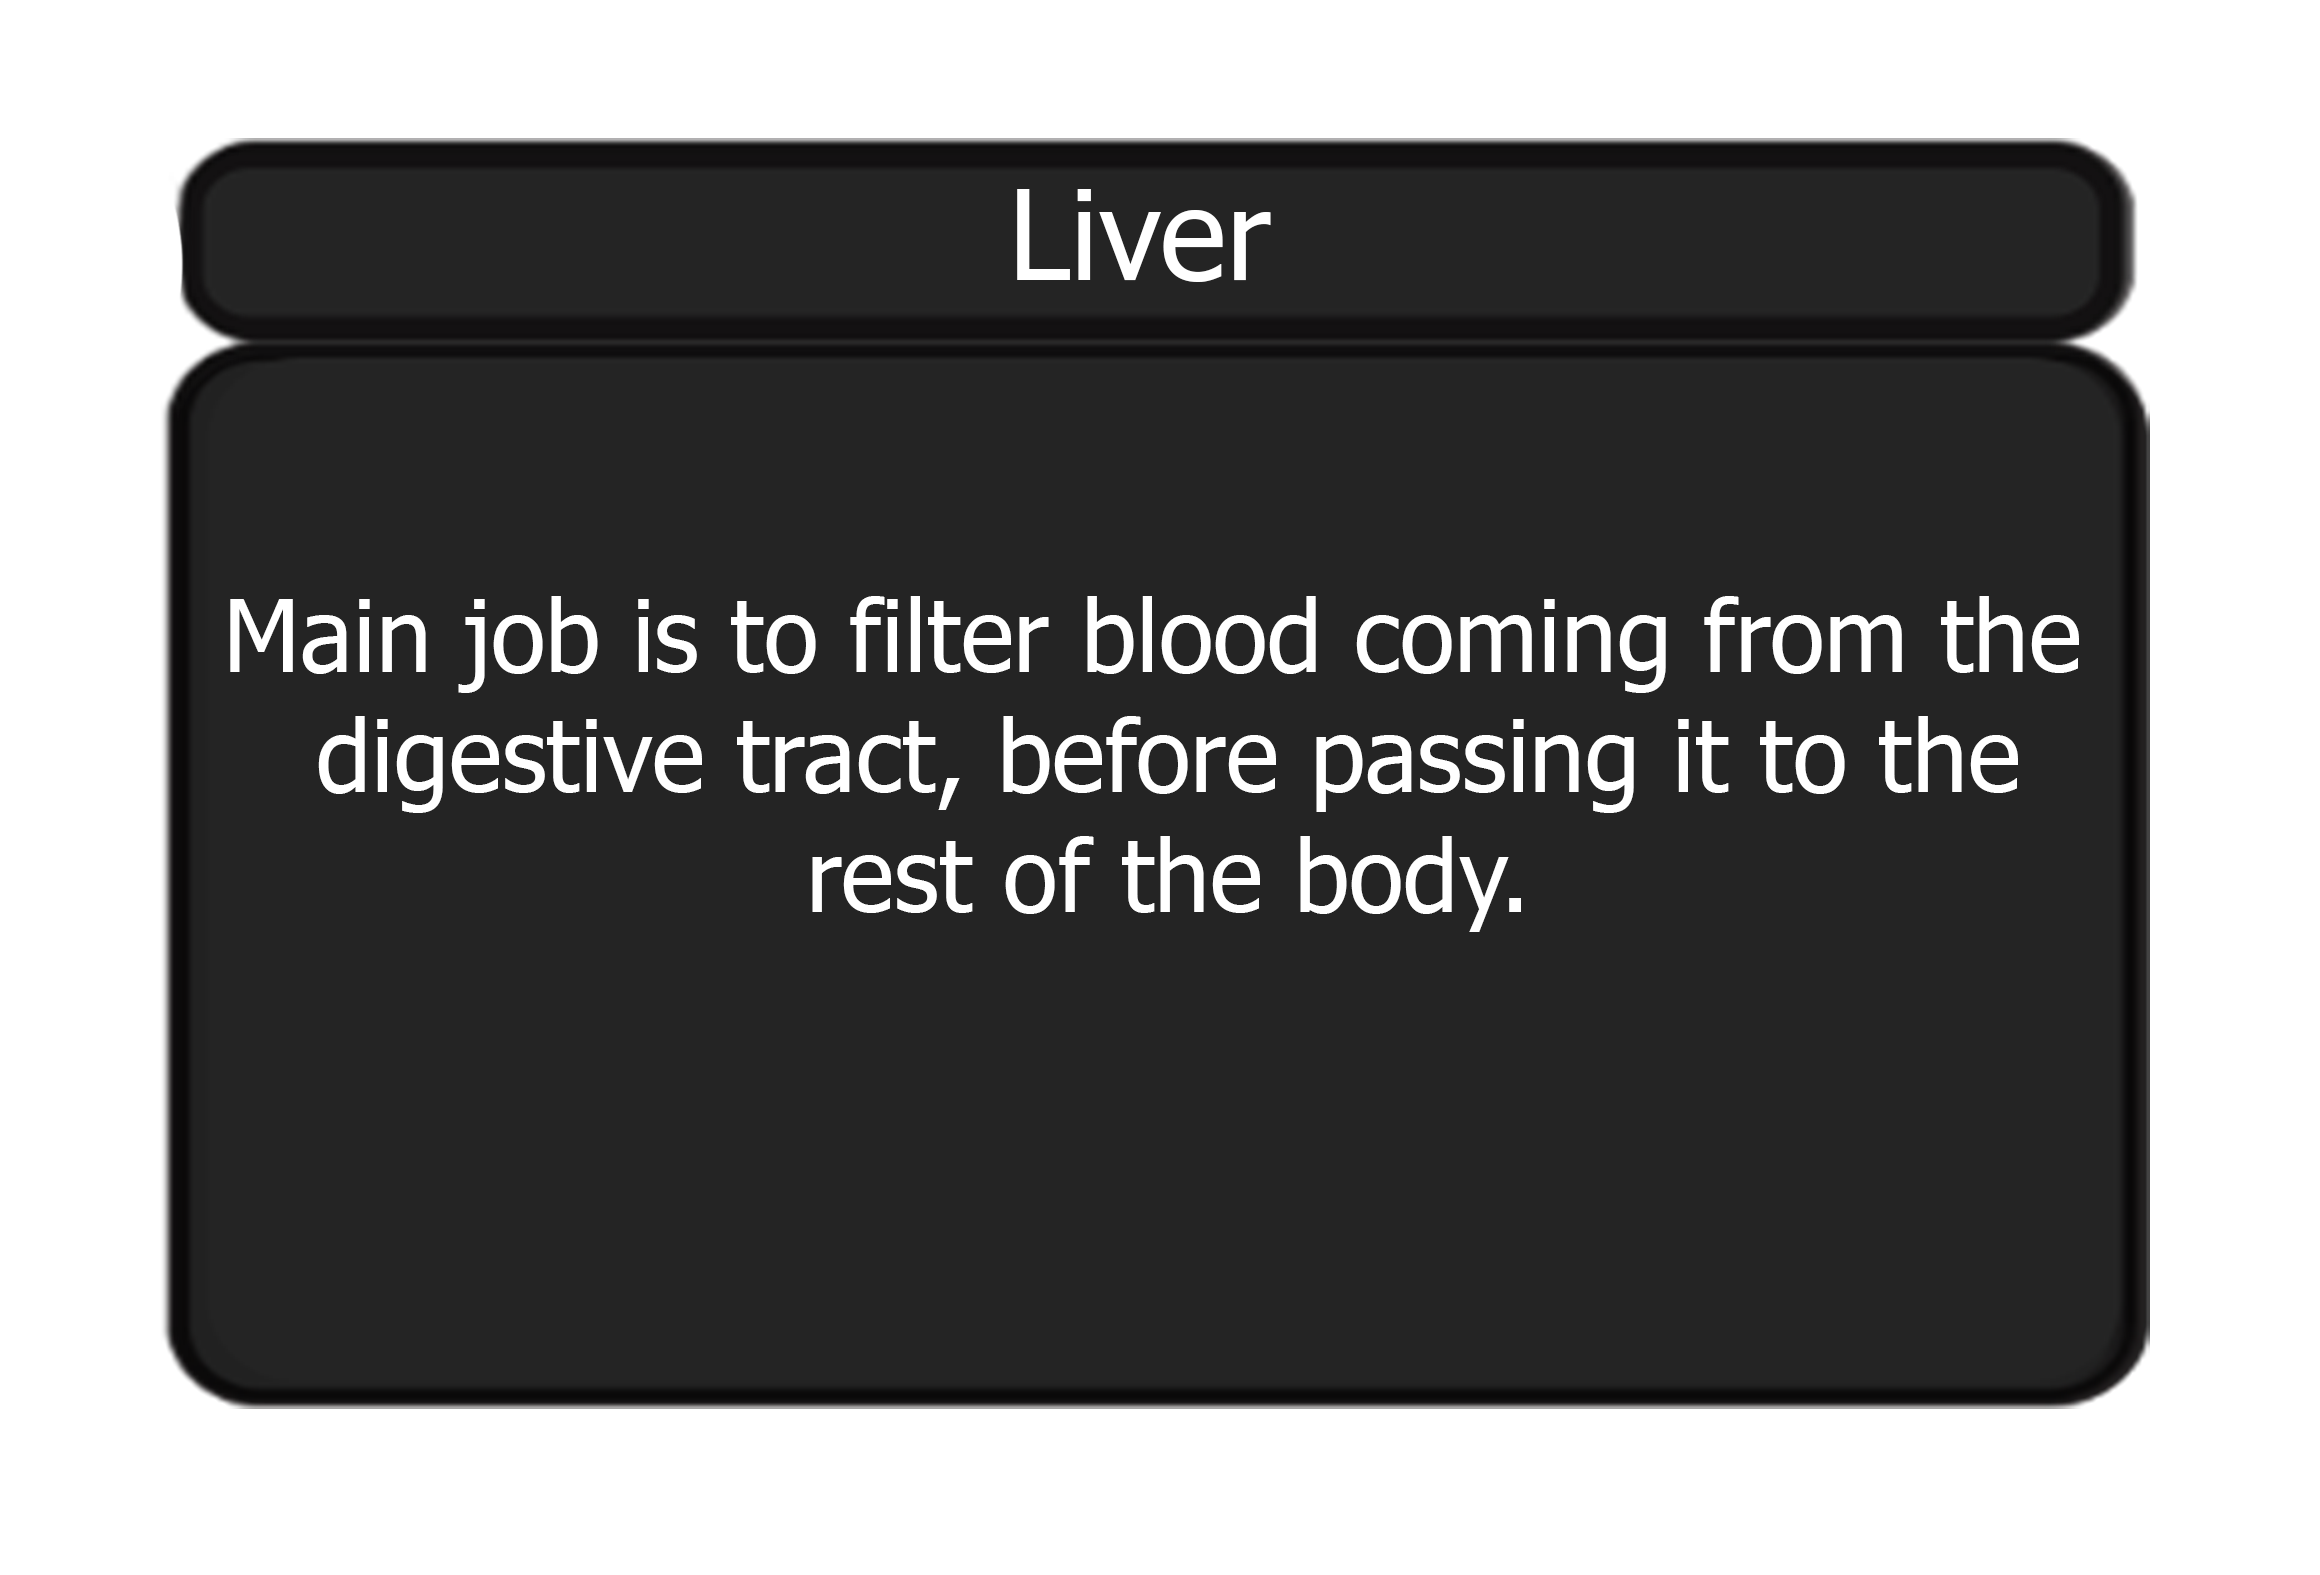 Liver
Main job is to filter blood coming from the
digestive tract, before passing it to the
rest of the body.